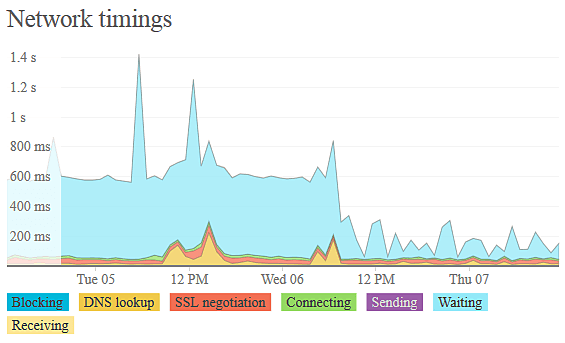 Network timings
1.4 s
1.2 s
1.0 s
800 ms
600 ms
400 ms
200 ms
Tue 05 12 PM Wed 06 12 PM Thu 07
Blocking DNS lookup SSL negotiation Connecting Sending Waiting
Receiving